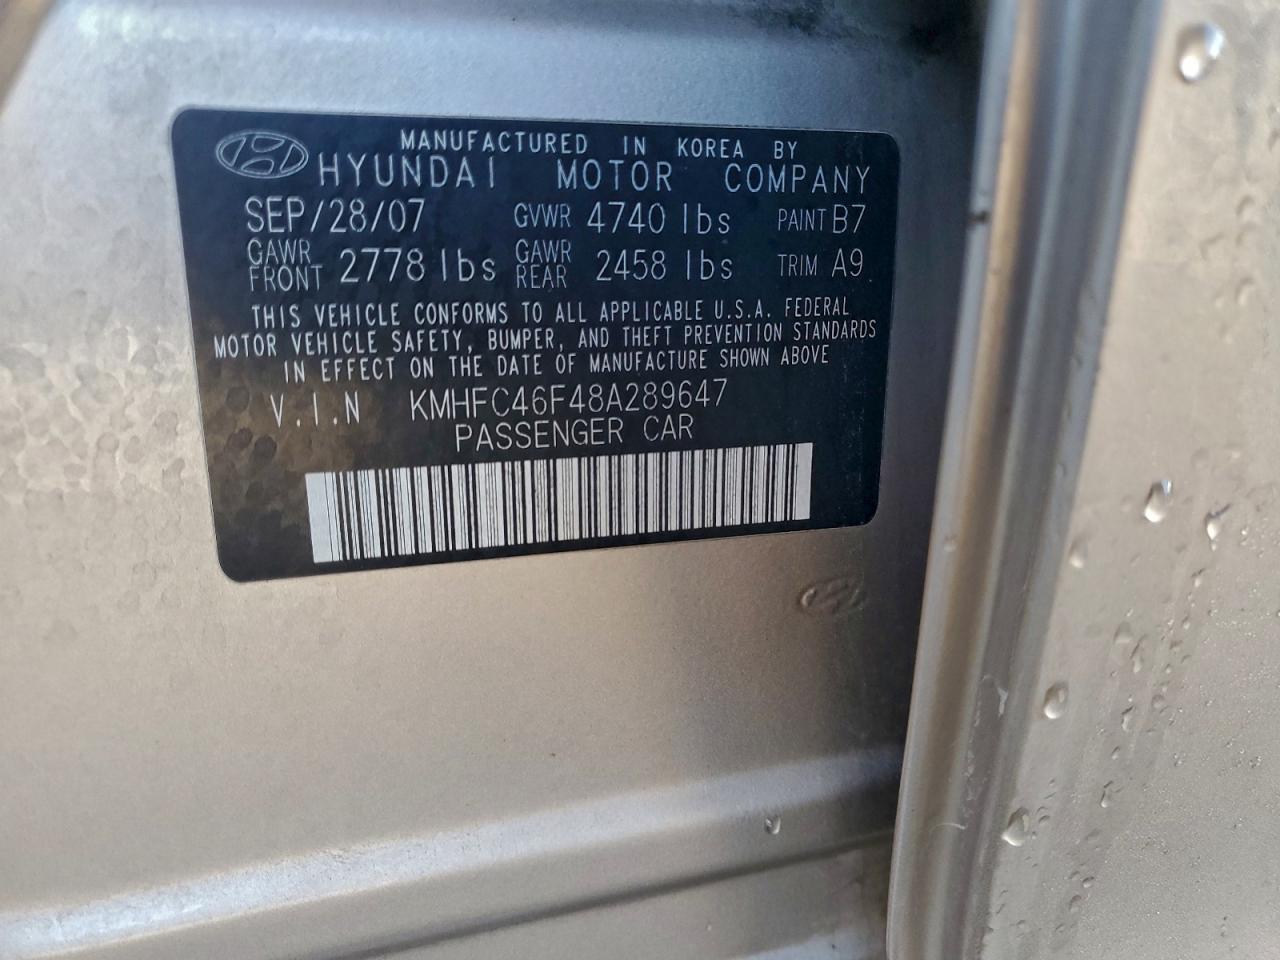 MANUFACTURED IN KOREA BY
HYUNDAI MOTOR COMPANY
SEP/28/07 GVWR 4740 lbs PAINT B7
GAWR FRONT 2778 lbs GAWR REAR 2458 lbs TRIM A9
THIS VEHICLE CONFORMS TO ALL APPLICABLE U.S.A. FEDERAL
MOTOR VEHICLE SAFETY, BUMPER, AND THEFT PREVENTION STANDARDS
IN EFFECT ON THE DATE OF MANUFACTURE SHOWN ABOVE
V.I.N KMHFC46F48A289647
PASSENGER CAR